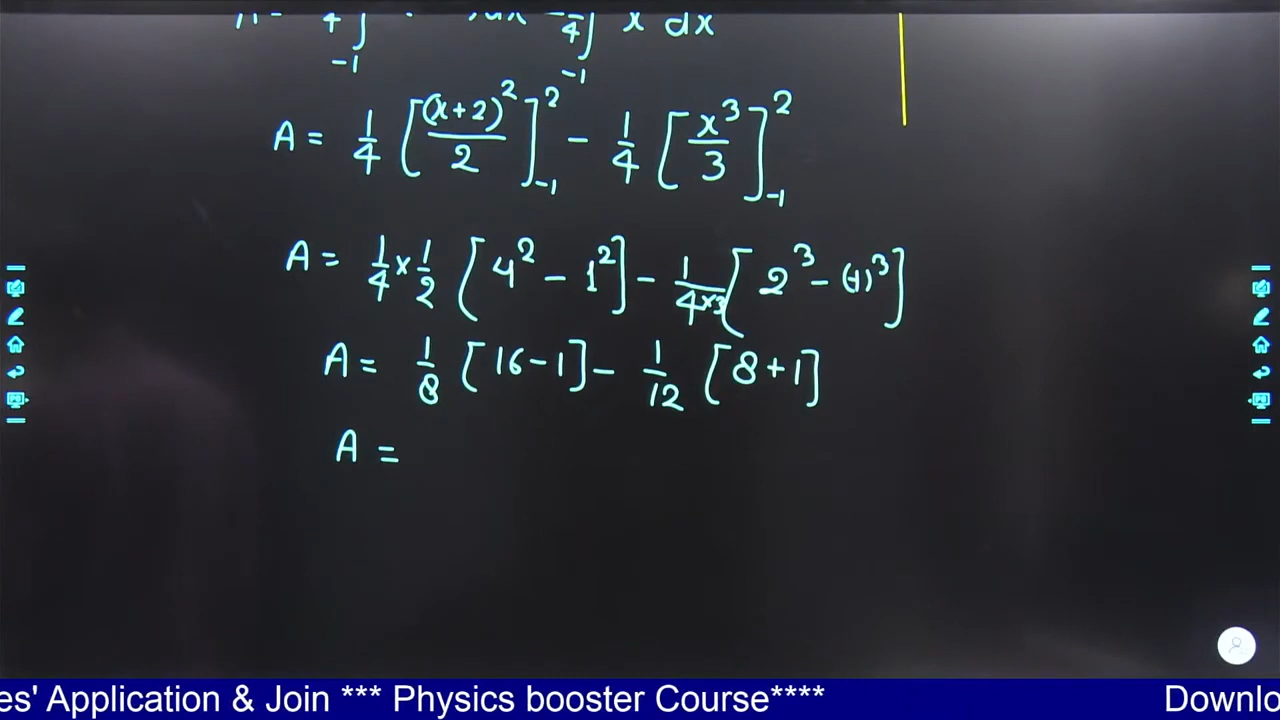 x dx
A = 1/4 [(x+2)²/2]₋₁² - 1/4 [x³/3]₋₁²
A = 1/4 × 1/2 [4² - 1²] - 1/4×3 [2³ - (-1)³]
A = 1/8 [16 - 1] - 1/12 [8 + 1]
A =
es' Application & Join *** Physics booster Course**** Downlo